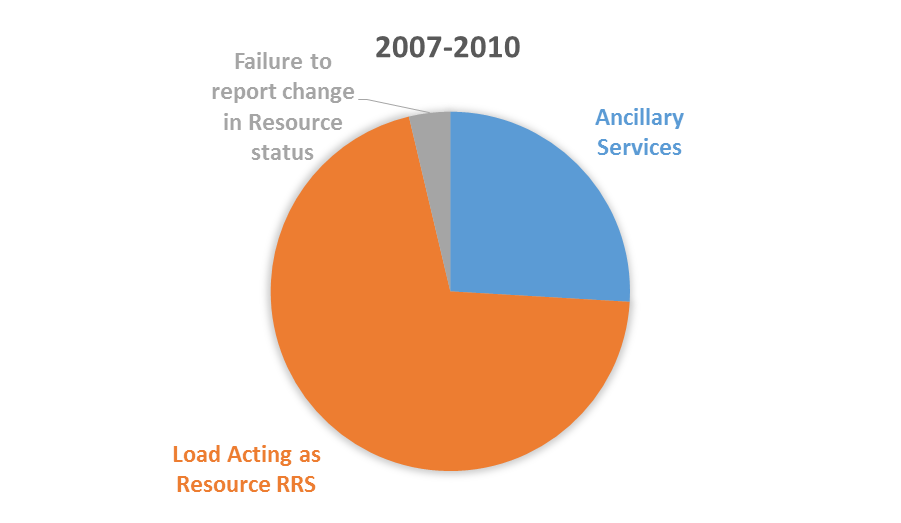 2007-2010
Failure to
report change
in Resource
status
Ancillary
Services
Load Acting as
Resource RRS